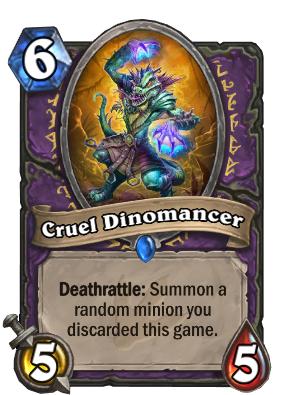 6
Cruel Dinomancer
Deathrattle: Summon a
random minion you
discarded this game.
5
5